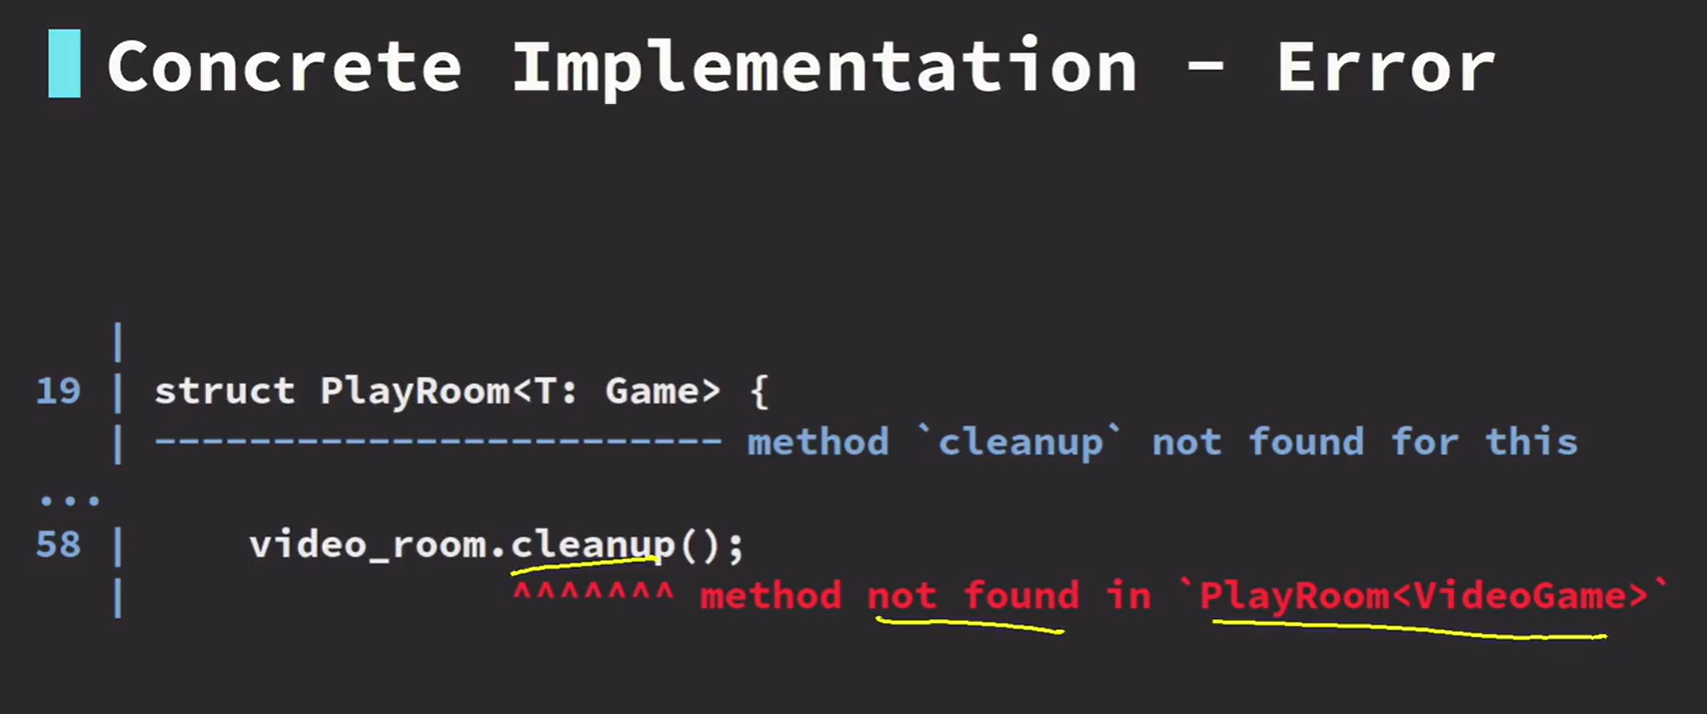 Concrete Implementation - Error
|
19 | struct PlayRoom<T: Game> {
| ------------------------ method `cleanup` not found for this
...
58 | video_room.cleanup();
| ^^^^^^^ method not found in `PlayRoom<VideoGame>`